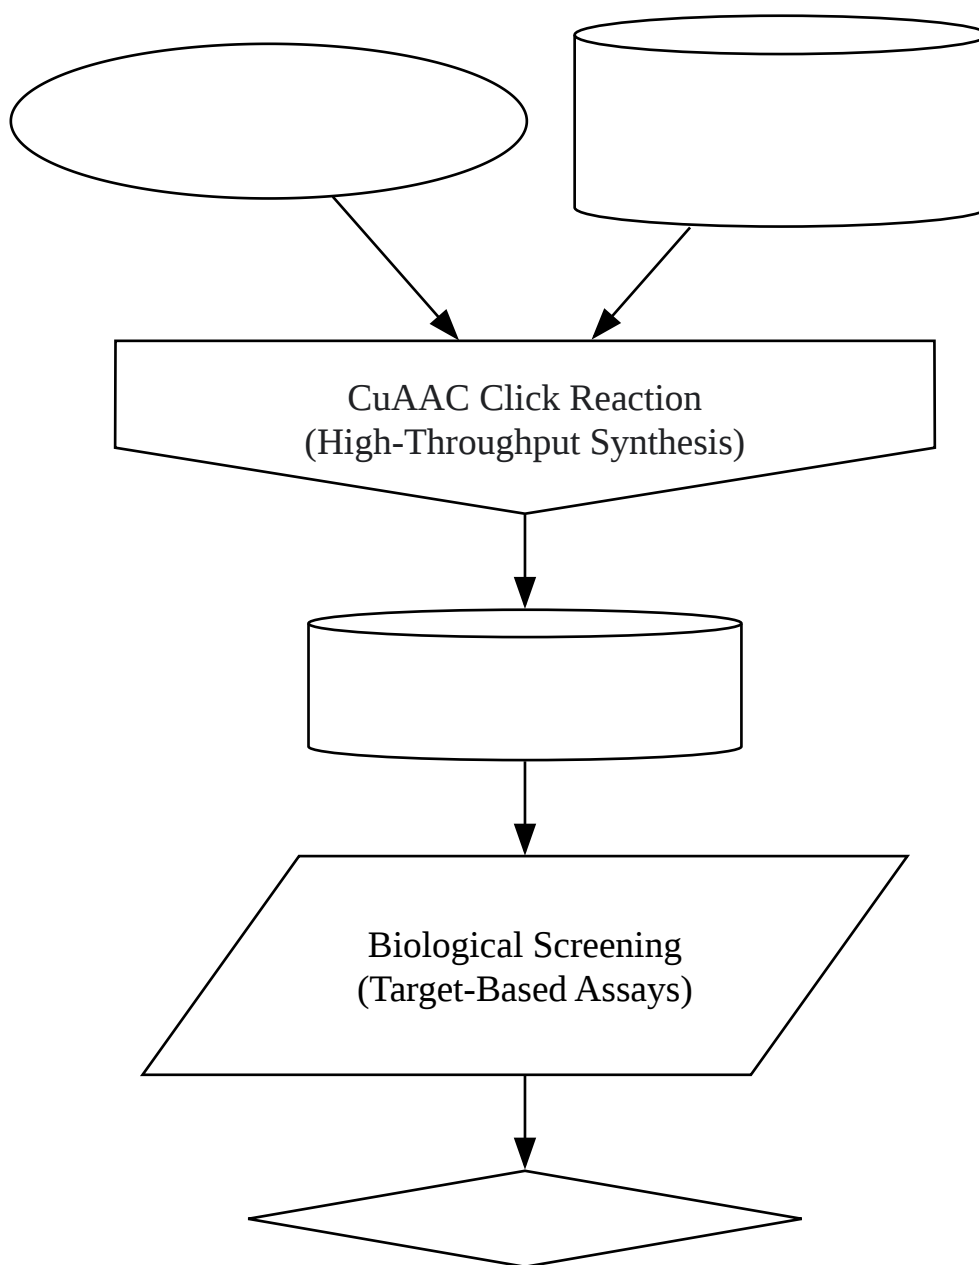 CuAAC Click Reaction
(High-Throughput Synthesis)
Biological Screening
(Target-Based Assays)